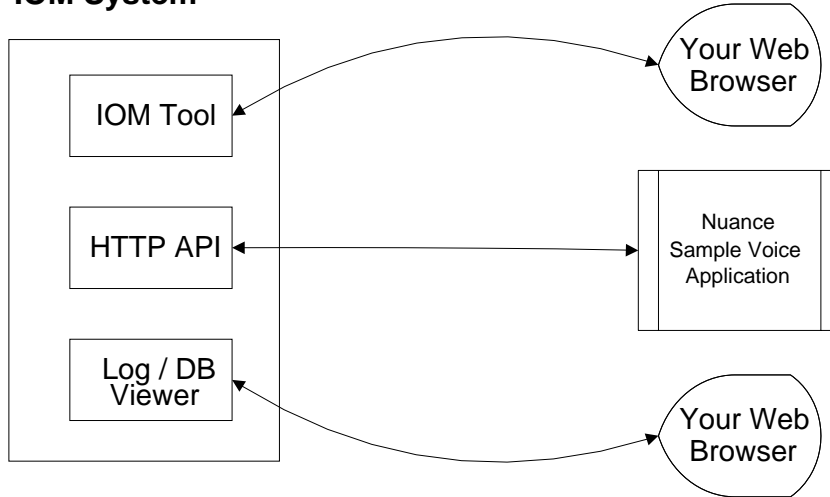 IOM System
Your Web
Browser
IOM Tool
HTTP API
Nuance
Sample Voice
Application
Log / DB
Viewer
Your Web
Browser